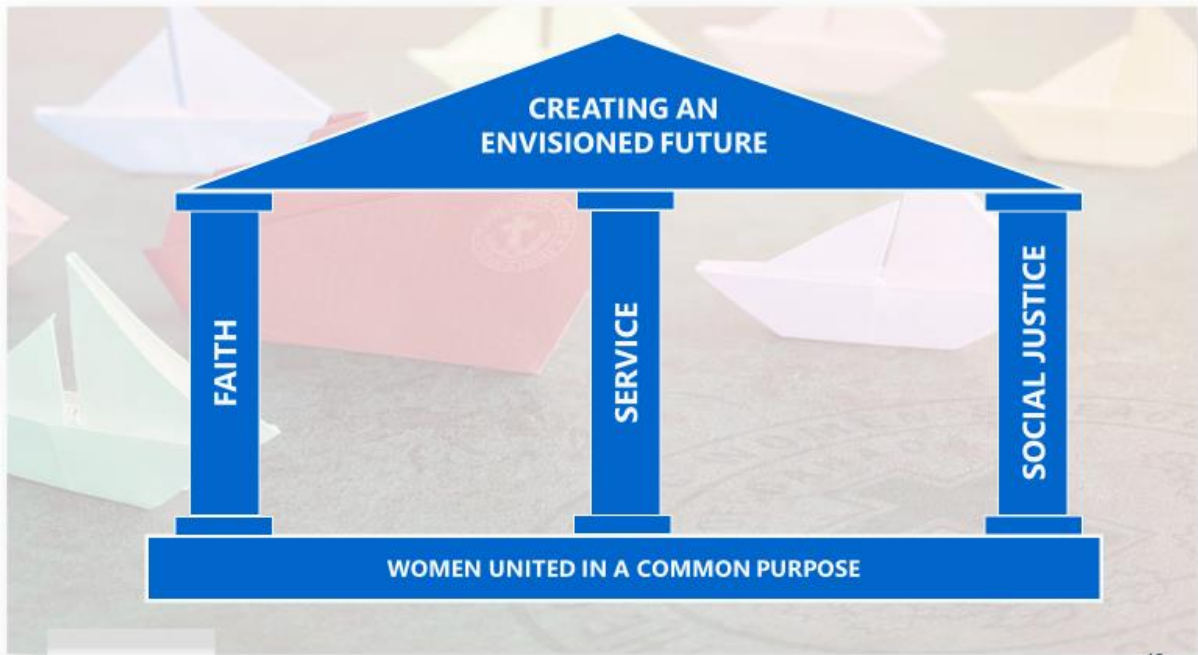 CREATING AN
ENVISIONED FUTURE
FAITH
SERVICE
SOCIAL JUSTICE
WOMEN UNITED IN A COMMON PURPOSE